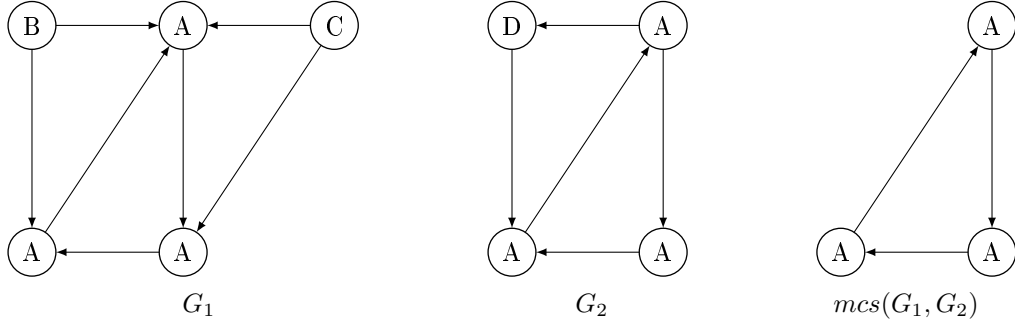 B A C D A A
A A A A A A
G₁ G₂ mcs(G₁, G₂)